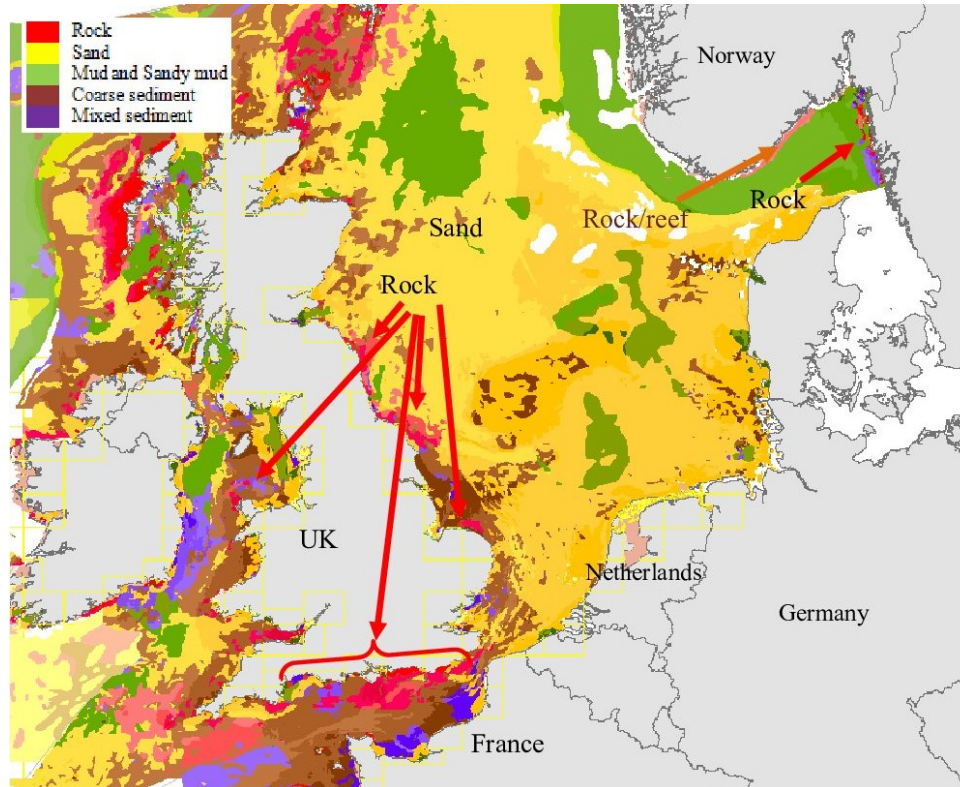 Rock
Sand
Mud and Sandy mud
Coarse sediment
Mixed sediment
Norway
Rock/reef
Rock
Sand
Rock
UK
Netherlands
Germany
France